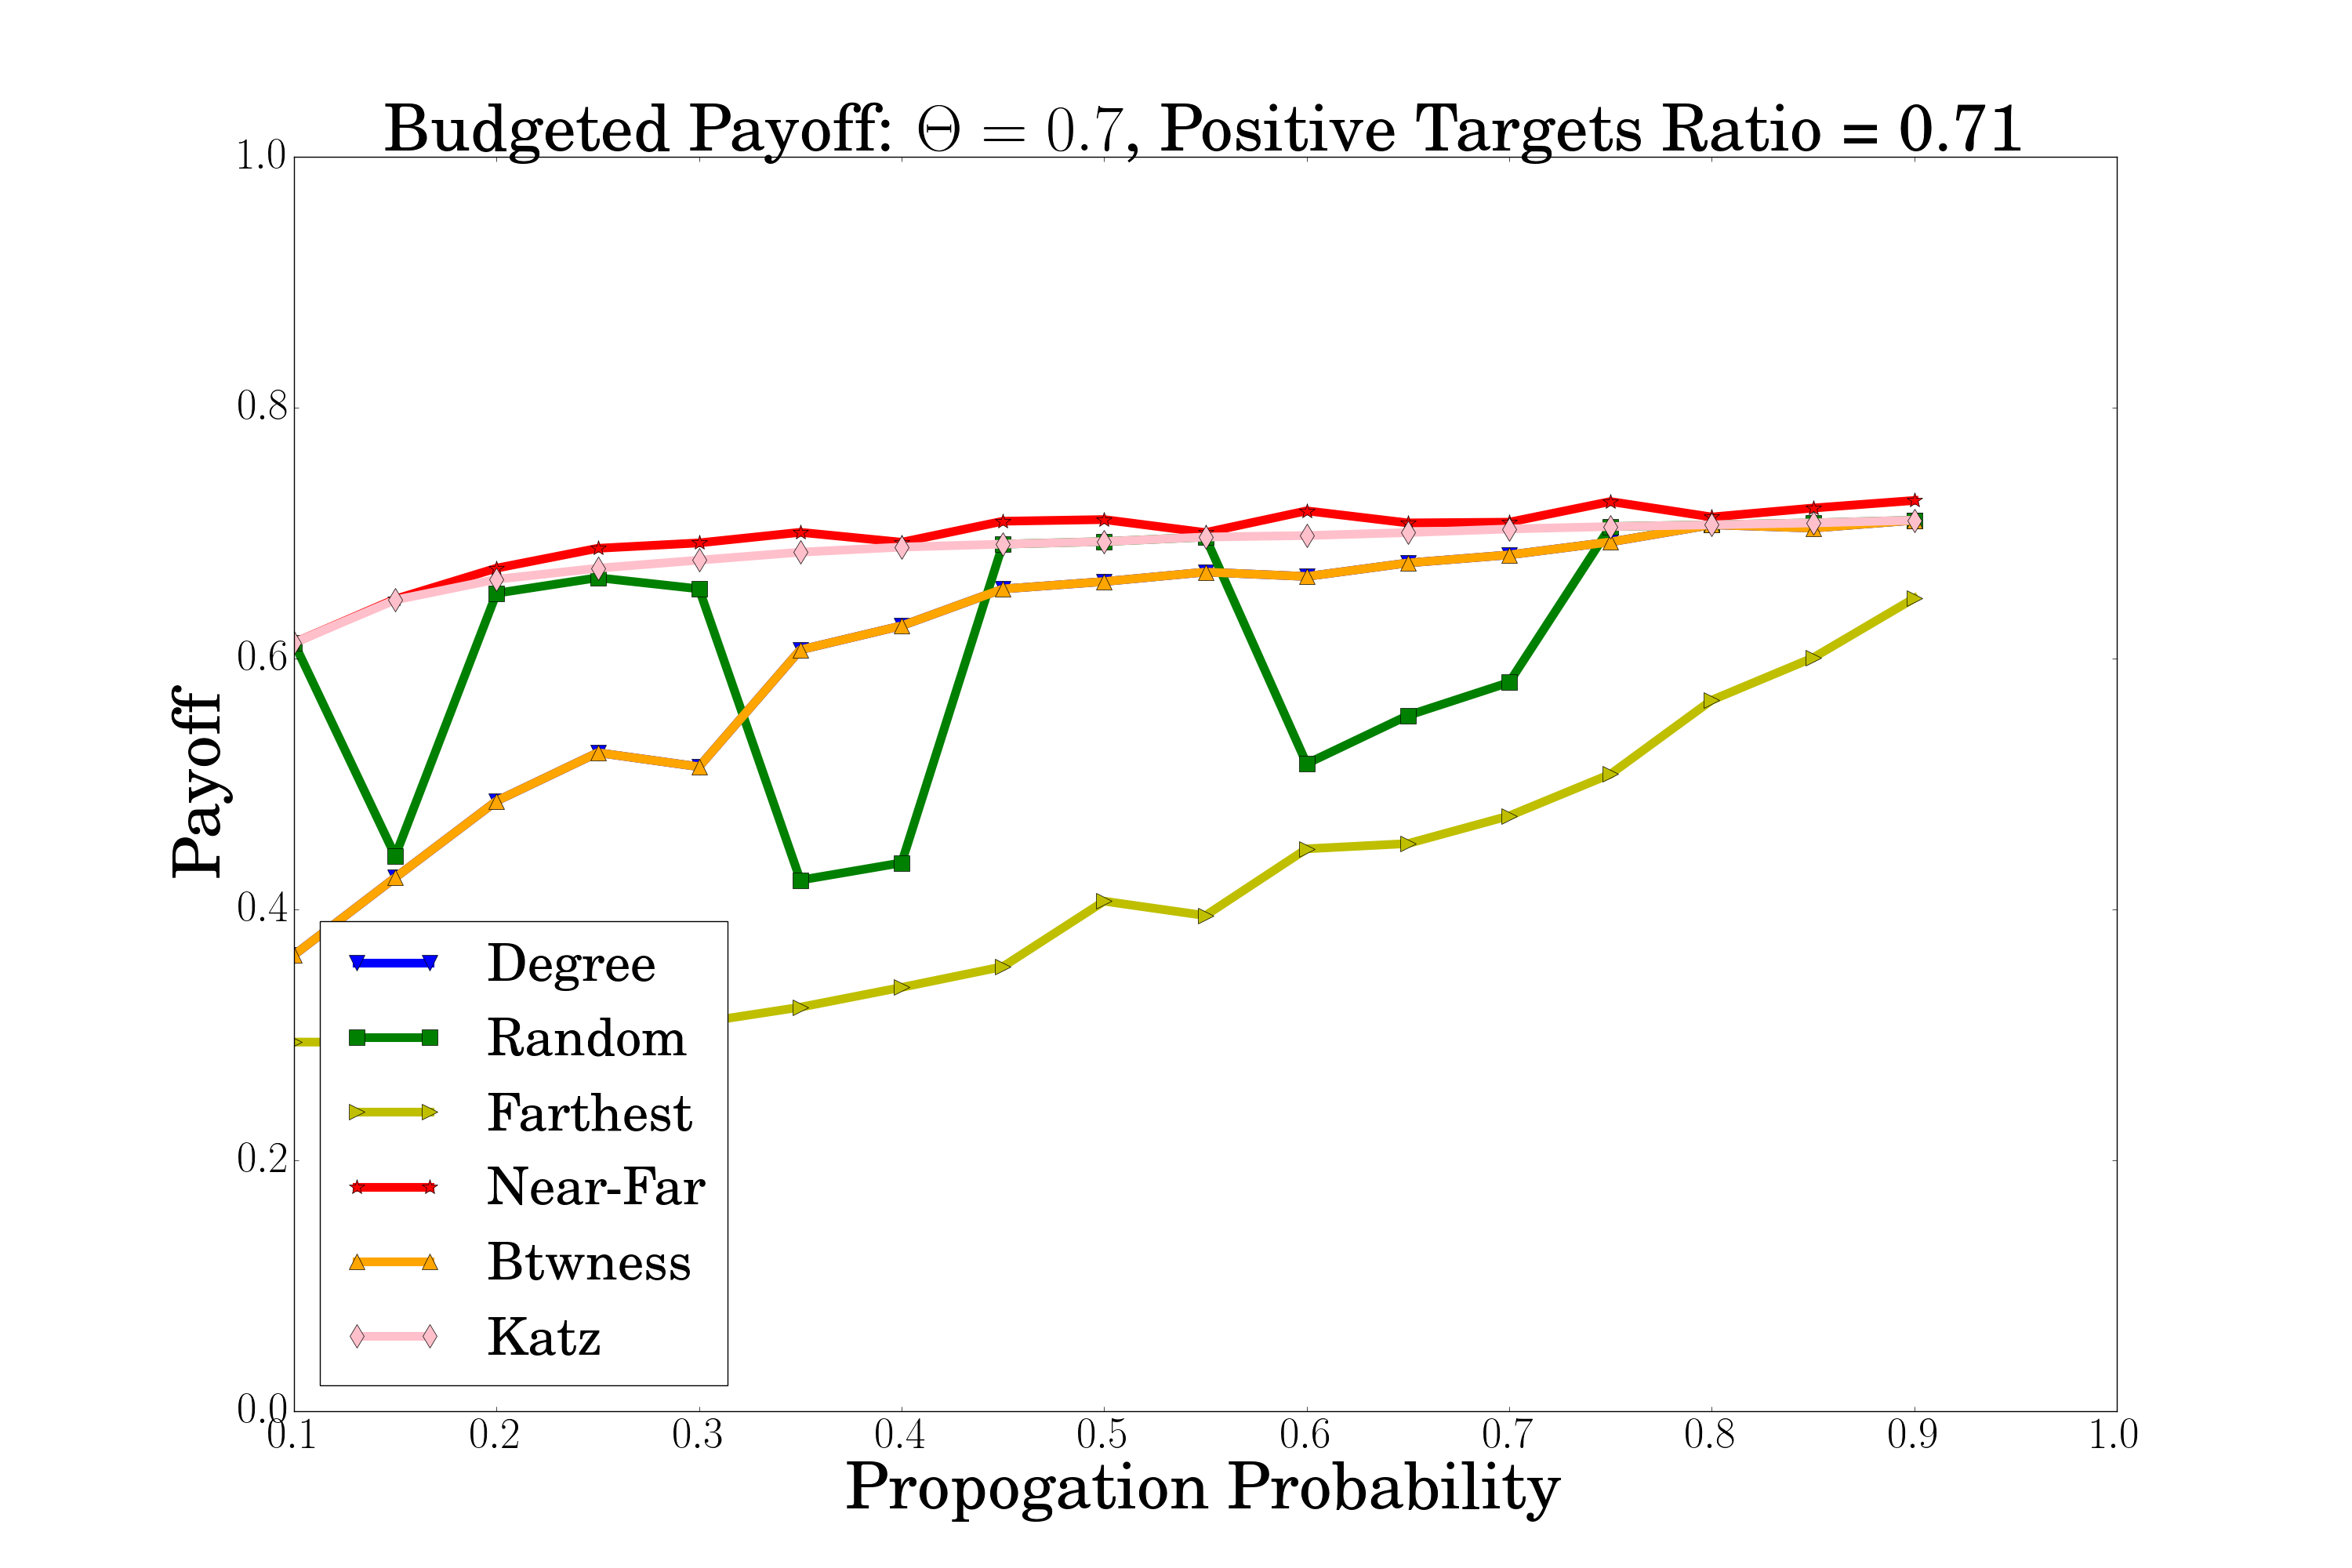 Budgeted Payoff: Θ = 0.7, Positive Targets Ratio = 0.71
1.0
0.8
0.6
0.4
0.2
0.0
Payoff
Degree
Random
Farthest
Near-Far
Btwness
Katz
0.1 0.2 0.3 0.4 0.5 0.6 0.7 0.8 0.9 1.0
Propogation Probability